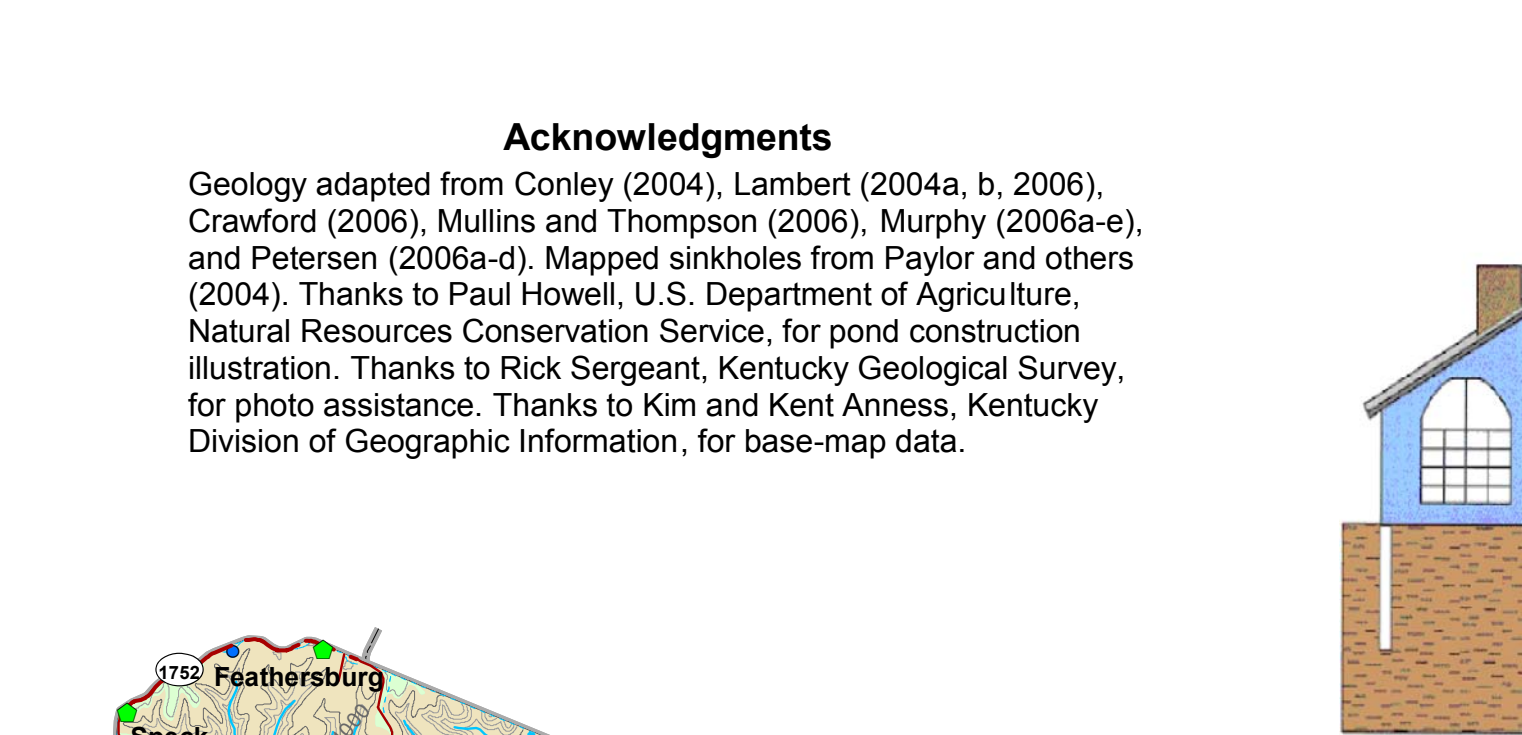 Acknowledgments
Geology adapted from Conley (2004), Lambert (2004a, b, 2006),
Crawford (2006), Mullins and Thompson (2006), Murphy (2006a-e),
and Petersen (2006a-d). Mapped sinkholes from Paylor and others
(2004). Thanks to Paul Howell, U.S. Department of Agriculture,
Natural Resources Conservation Service, for pond construction
illustration. Thanks to Rick Sergeant, Kentucky Geological Survey,
for photo assistance. Thanks to Kim and Kent Anness, Kentucky
Division of Geographic Information, for base-map data.
1752
Feathersburg
1000
Speck